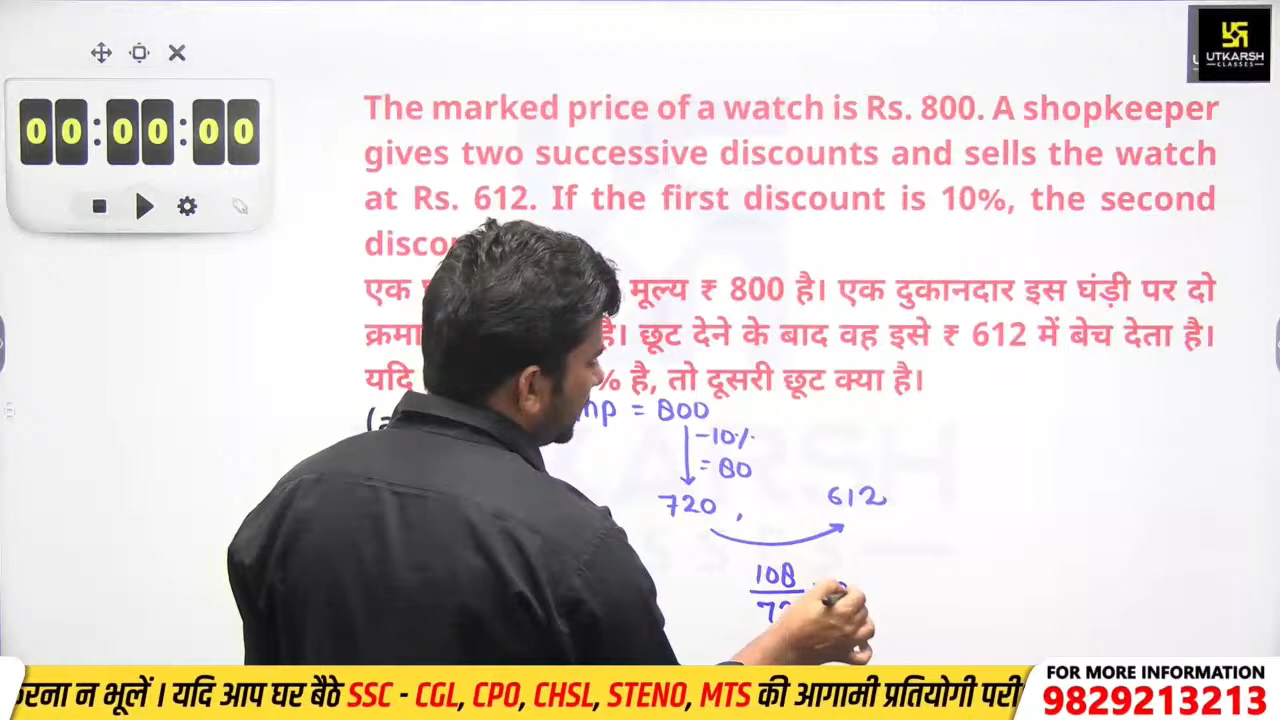 UTKARSH
CLASSES
00:00:00
The marked price of a watch is Rs. 800. A shopkeeper
gives two successive discounts and sells the watch
at Rs. 612. If the first discount is 10%, the second
एक मूल्य ₹ 800 है। एक दुकानदार इस घंड़ी पर दो
है। छूट देने के बाद वह इसे ₹ 612 में बेच देता है।
यदि % है, तो दूसरी छूट क्या है।
mp = 800
-10%
= 80
720 , 612
108
करना न भूलें । यदि आप घर बैठे SSC - CGL, CPO, CHSL, STENO, MTS की आगामी प्रतियोगी
FOR MORE INFORMATION
9829213213